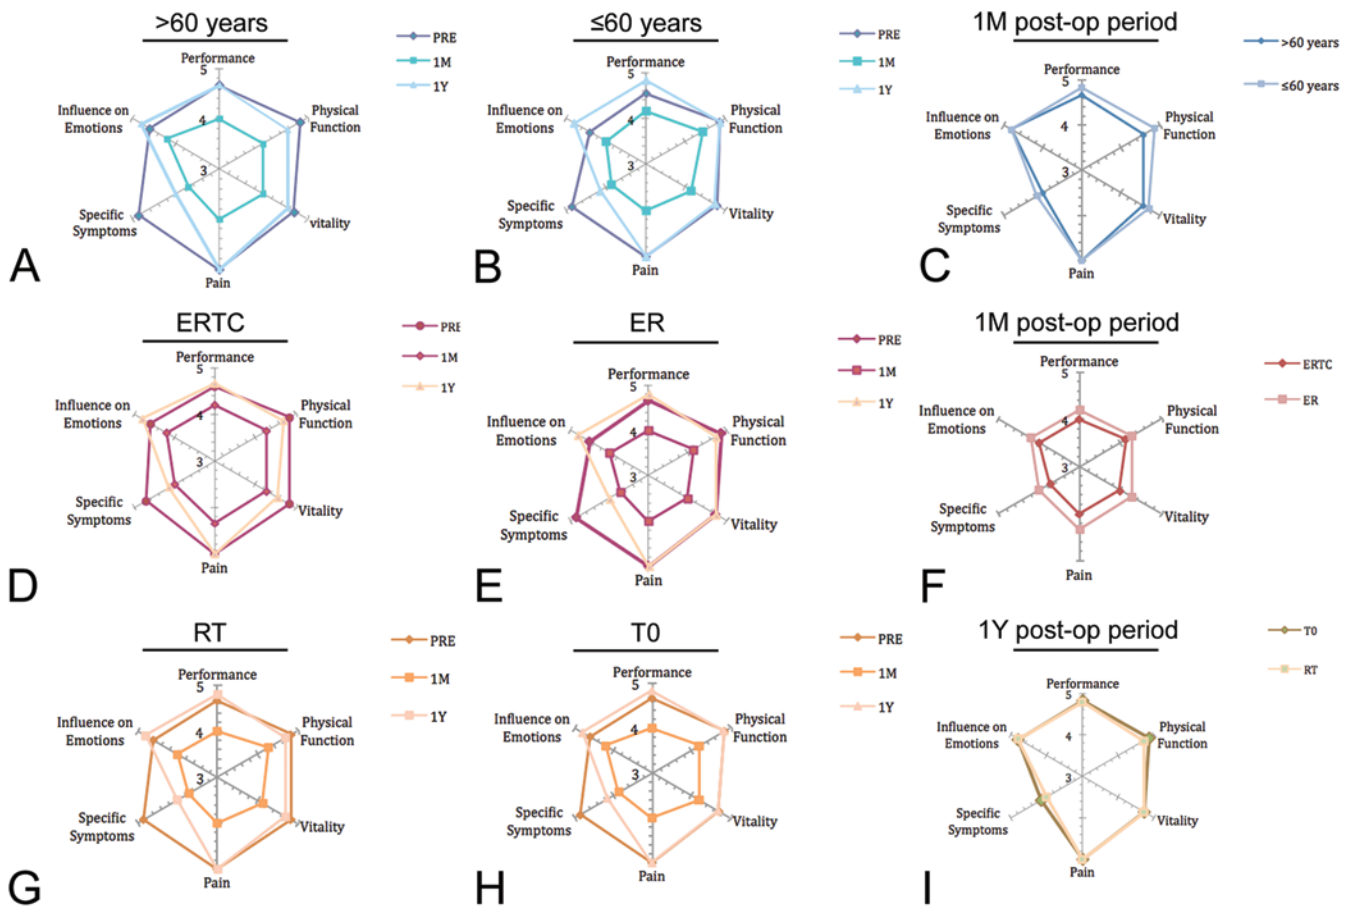 >60 years
PRE
1M
1Y
Performance
5
Influence on
Emotions
4
Physical
Function
3
Specific
Symptoms
vitality
Pain
A
≤60 years
PRE
1M
1Y
Performance
5
Influence on
Emotions
4
Physical
Function
3
Specific
Symptoms
Vitality
Pain
B
1M post-op period
>60 years
≤60 years
Performance
5
Influence on
Emotions
4
Physical
Function
3
Specific
Symptoms
Vitality
Pain
C
ERTC
PRE
1M
1Y
Performance
5
Influence on
Emotions
4
Physical
Function
3
Specific
Symptoms
Vitality
Pain
D
ER
PRE
1M
1Y
Performance
5
Influence on
Emotions
4
Physical
Function
3
Specific
Symptoms
Vitality
Pain
E
1M post-op period
ERTC
ER
Performance
5
Influence on
Emotions
4
Physical
Function
3
Specific
Symptoms
Vitality
Pain
F
RT
PRE
1M
1Y
Performance
5
Influence on
Emotions
4
Physical
Function
3
Specific
Symptoms
Vitality
Pain
G
T0
PRE
1M
1Y
Performance
5
Influence on
Emotions
4
Physical
Function
3
Specific
Symptoms
Vitality
Pain
H
1Y post-op period
T0
RT
Performance
5
Influence on
Emotions
4
Physical
Function
3
Specific
Symptoms
Vitality
Pain
I